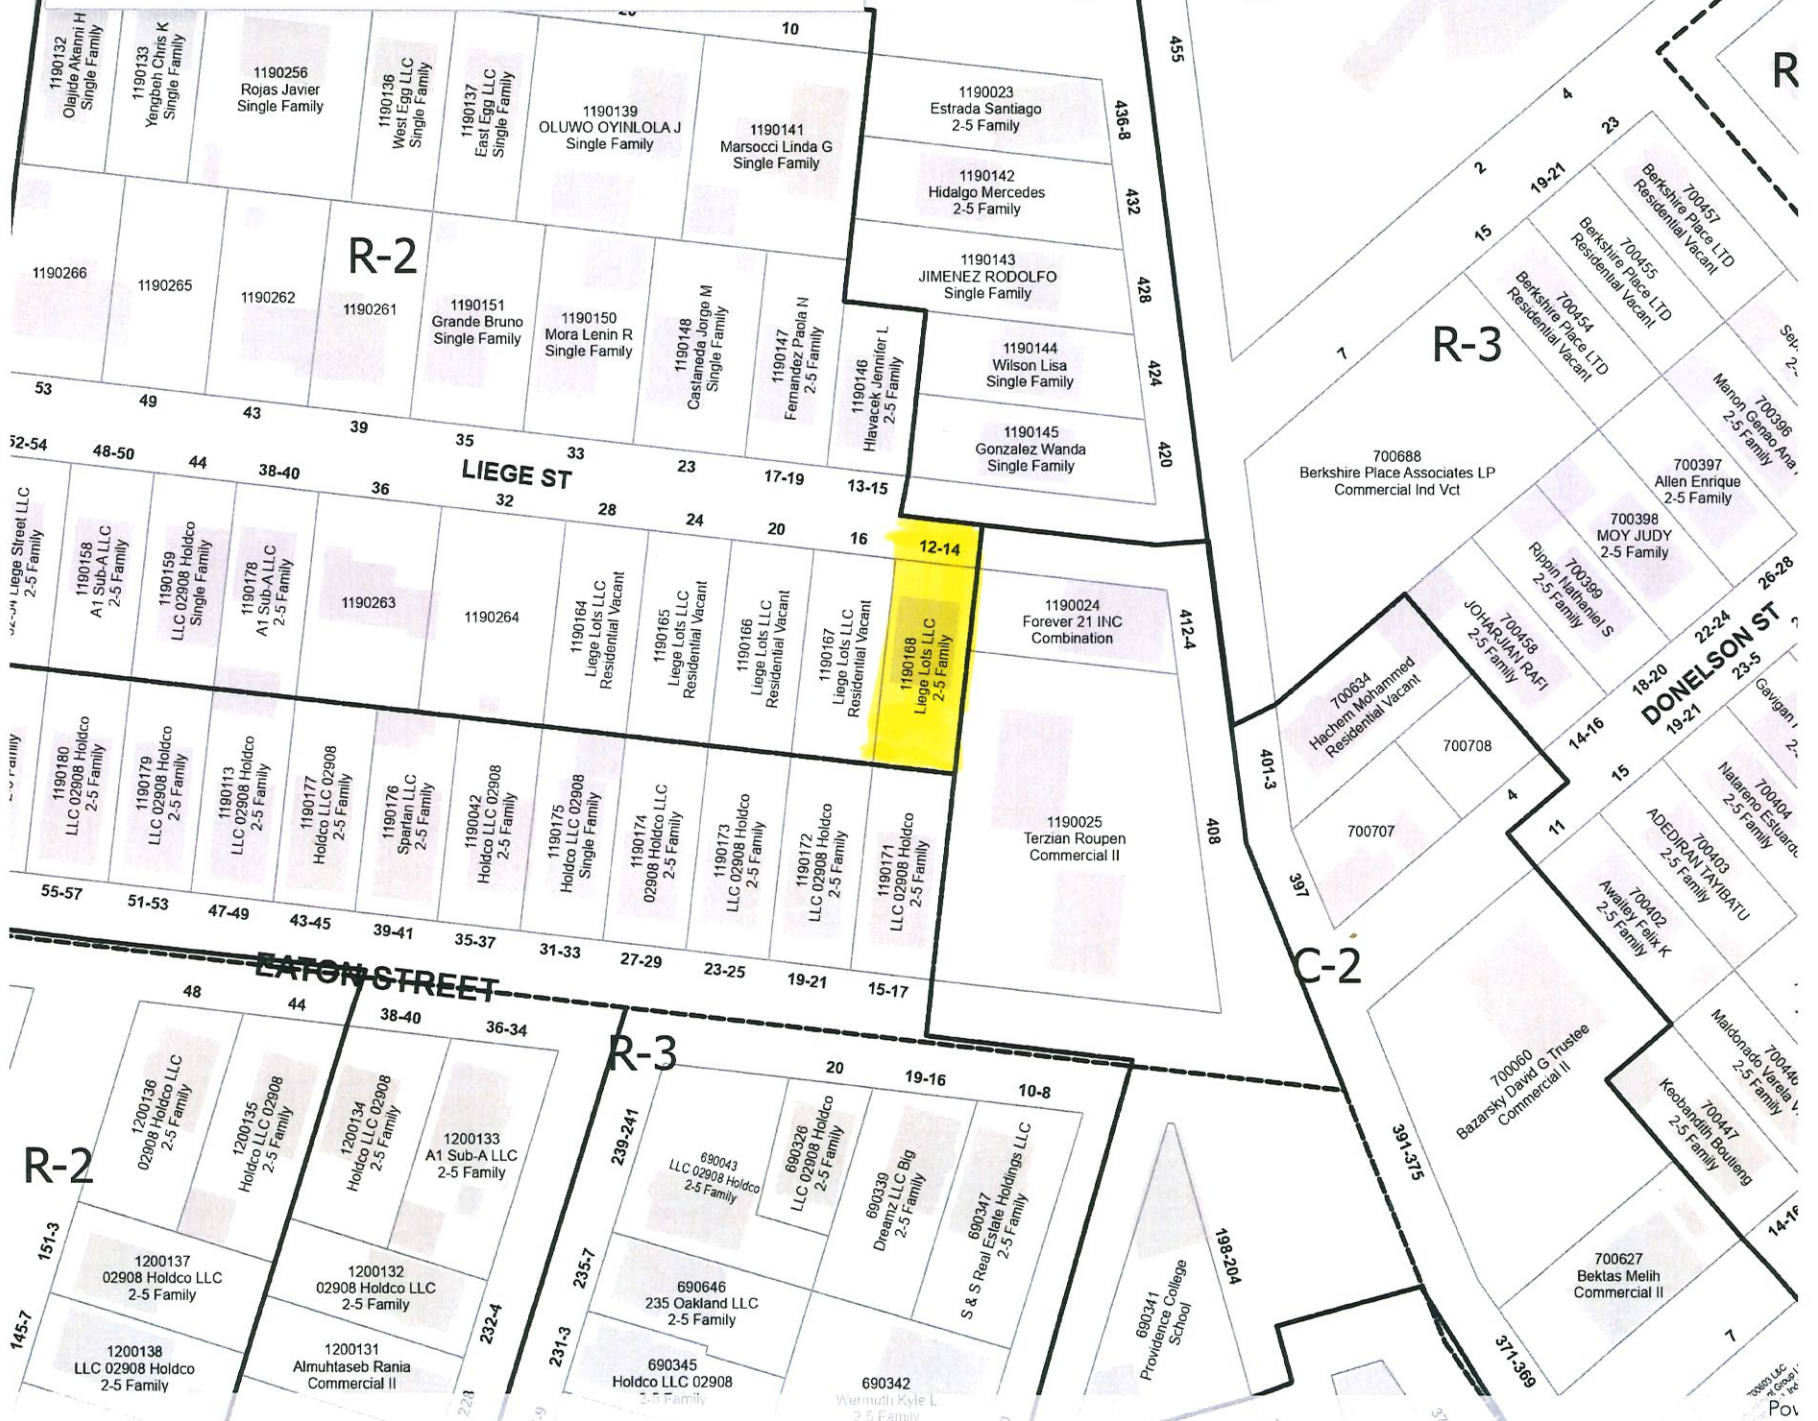 10
455
1190132
Olajide Akanni H
Single Family
1190133
Yengbeh Chris K
Single Family
1190256
Rojas Javier
Single Family
1190136
West Egg LLC
Single Family
1190137
East Egg LLC
Single Family
1190139
OLUWO OYINLOLA J
Single Family
1190141
Marsocci Linda G
Single Family
1190023
Estrada Santiago
2-5 Family
436-8
1190142
Hidalgo Mercedes
2-5 Family
432
1190143
JIMENEZ RODOLFO
Single Family
428
1190144
Wilson Lisa
Single Family
424
1190145
Gonzalez Wanda
Single Family
420
R-2
1190266
1190265
1190262
1190261
1190151
Grande Bruno
Single Family
1190150
Mora Lenin R
Single Family
1190148
Castaneda Jorge M
Single Family
1190147
Fernandez Paola N
2-5 Family
1190146
Hlavacek Jennifer L
2-5 Family
53
49
43
39
35
33
23
17-19
13-15
LIEGE ST
52-54
48-50
44
38-40
36
32
28
24
20
16
12-14
Liege Street LLC
2-5 Family
1190158
A1 Sub-A LLC
2-5 Family
1190159
LLC 02908 Holdco
Single Family
1190178
A1 Sub-A LLC
2-5 Family
1190263
1190264
1190164
Liege Lots LLC
Residential Vacant
1190165
Liege Lots LLC
Residential Vacant
1190166
Liege Lots LLC
Residential Vacant
1190167
Liege Lots LLC
Residential Vacant
1190168
Liege Lots LLC
2-5 Family
1190024
Forever 21 INC
Combination
412-4
1190180
LLC 02908 Holdco
2-5 Family
1190179
LLC 02908 Holdco
2-5 Family
1190113
LLC 02908 Holdco
2-5 Family
1190177
Holdco LLC 02908
2-5 Family
1190176
Spartan LLC
2-5 Family
1190042
Holdco LLC 02908
2-5 Family
1190175
Holdco LLC 02908
Single Family
1190174
02908 Holdco LLC
2-5 Family
1190173
LLC 02908 Holdco
2-5 Family
1190172
LLC 02908 Holdco
2-5 Family
1190171
LLC 02908 Holdco
2-5 Family
1190025
Terzian Roupen
Commercial II
408
55-57
51-53
47-49
43-45
39-41
35-37
31-33
27-29
23-25
19-21
15-17
EATON STREET
48
44
38-40
36-34
R-3
20
19-16
10-8
R-2
1200136
02908 Holdco LLC
2-5 Family
1200135
Holdco LLC 02908
2-5 Family
1200134
Holdco LLC 02908
2-5 Family
1200133
A1 Sub-A LLC
2-5 Family
239-241
690043
LLC 02908 Holdco
2-5 Family
690326
LLC 02908 Holdco
2-5 Family
690339
Dreamz LLC Big
2-5 Family
690347
S & S Real Estate Holdings LLC
2-5 Family
151-3
1200137
02908 Holdco LLC
2-5 Family
1200132
02908 Holdco LLC
2-5 Family
232-4
235-7
690646
235 Oakland LLC
2-5 Family
145-7
1200138
LLC 02908 Holdco
2-5 Family
1200131
Almuhtaseb Rania
Commercial II
228
231-3
690345
Holdco LLC 02908
2-5 Family
690342
Wermuth Kyle L
2-5 Family
690341
Providence College
School
198-204
4
2
23
19-21
15
7
700457
Berkshire Place LTD
Residential Vacant
700455
Berkshire Place LTD
Residential Vacant
700454
Berkshire Place LTD
Residential Vacant
R-3
700396
Manon Genao Ana
2-5 Family
700688
Berkshire Place Associates LP
Commercial Ind Vct
700397
Allen Enrique
2-5 Family
700398
MOY JUDY
2-5 Family
700399
Rippin Nathaniel S
2-5 Family
700458
JOHARJIAN RAFI
2-5 Family
26-28
22-24
18-20
14-16
DONELSON ST
23-5
19-21
15
11
4
700634
Hachem Mohammed
Residential Vacant
700708
700707
401-3
397
C-2
Gavigan
700404
Natareno Estuardo
2-5 Family
700403
ADEDIRAN TAYIBATU
2-5 Family
700402
Awailey Felix K
2-5 Family
700060
Bazarsky David G Trustee
Commercial II
391-375
Maldonado Varela
2-5 Family
700447
Keobandith Boutieng
2-5 Family
14-16
700627
Bektas Melih
Commercial II
371-369
7